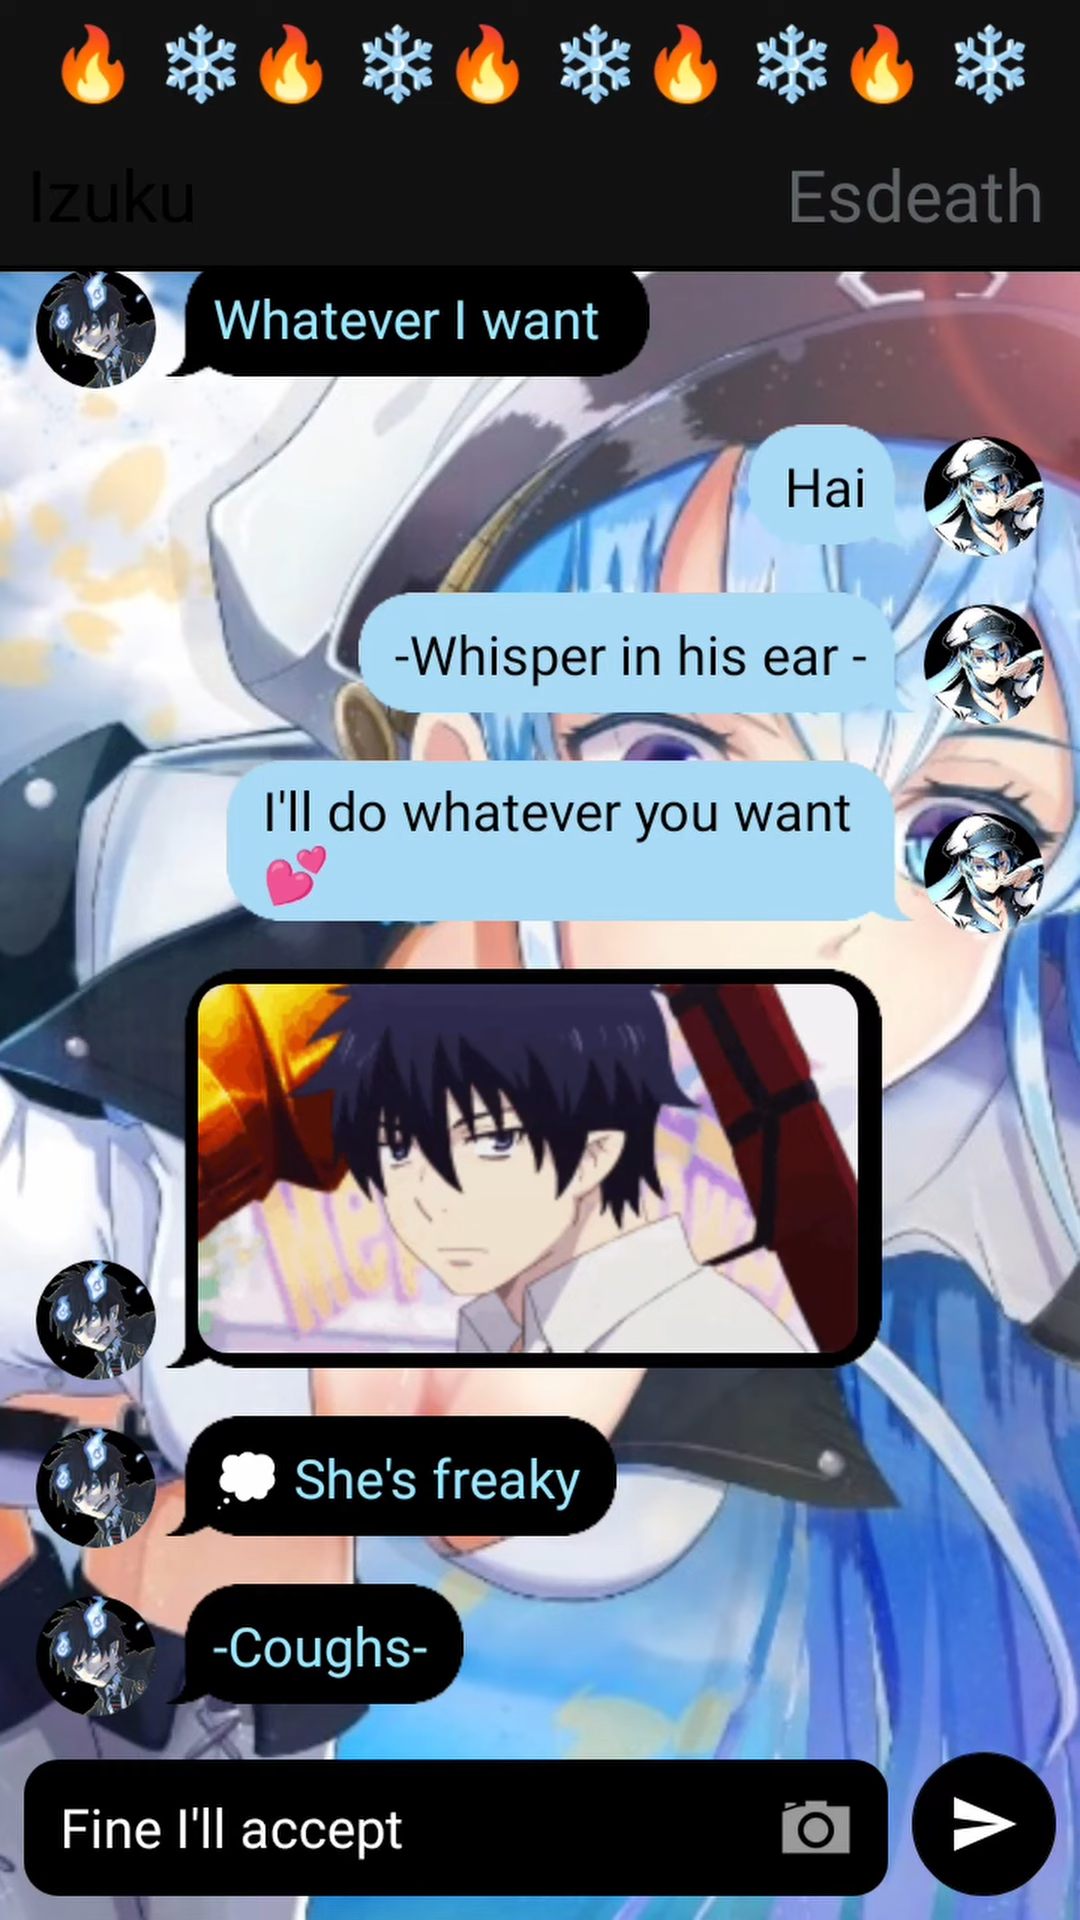 🔥 ❄️🔥 ❄️🔥 ❄️🔥 ❄️🔥 ❄️
Izuku
Esdeath
Whatever I want
Hai
-Whisper in his ear -
I'll do whatever you want
💕
💭 She's freaky
-Coughs-
Fine I'll accept